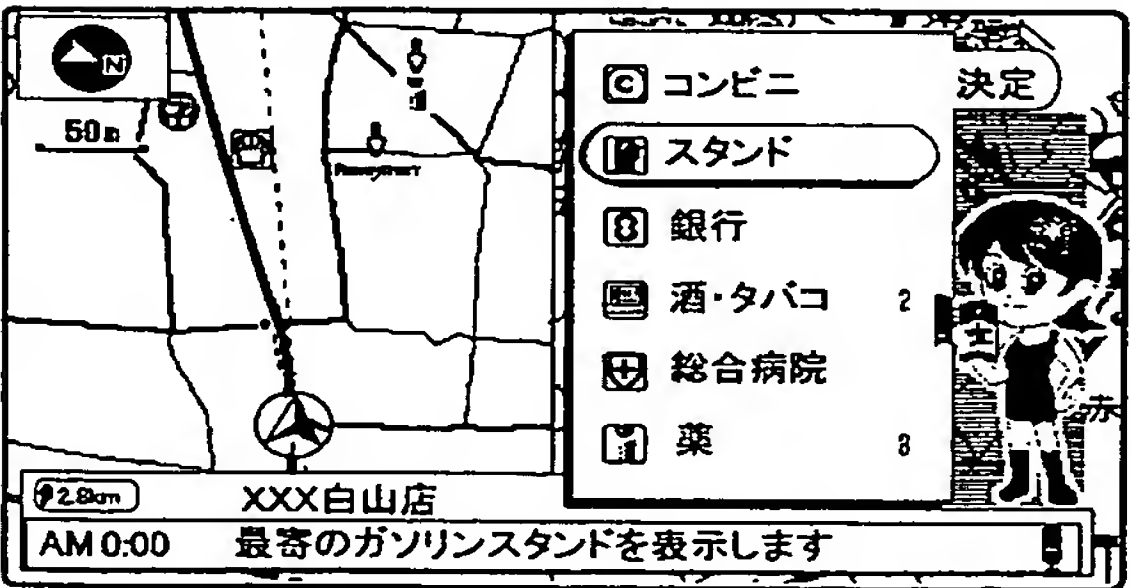 N
50m
コンビニ
決定
スタンド
銀行
酒・タバコ 2
総合病院
薬 3
赤
2.8km
XXX白山店
AM 0:00 最寄のガソリンスタンドを表示します